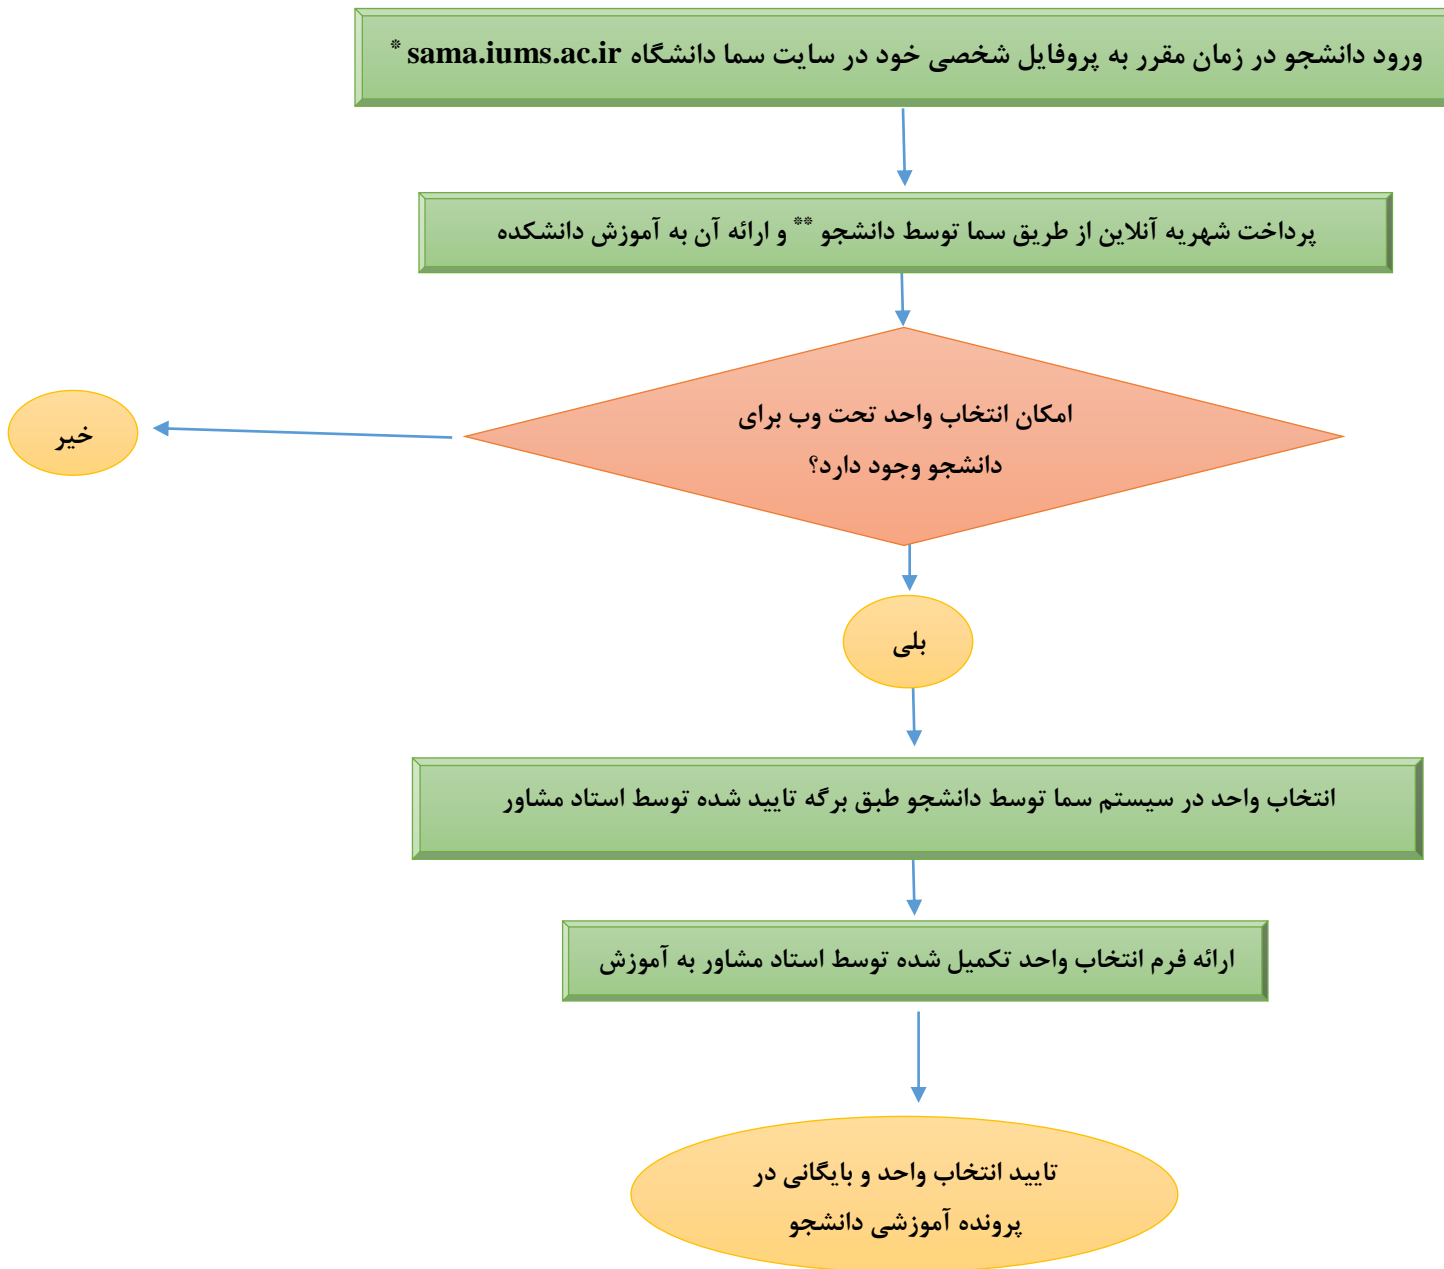 ورود دانشجو در زمان مقرر به پروفایل شخصی خود در سایت سما دانشگاه sama.iums.ac.ir *
پرداخت شهریه آنلاین از طریق سما توسط دانشجو ** و ارائه آن به آموزش دانشکده
امکان انتخاب واحد تحت وب برای
دانشجو وجود دارد؟
خیر
بلی
انتخاب واحد در سیستم سما توسط دانشجو طبق برگه تایید شده توسط استاد مشاور
ارائه فرم انتخاب واحد تکمیل شده توسط استاد مشاور به آموزش
تایید انتخاب واحد و بایگانی در
پرونده آموزشی دانشجو